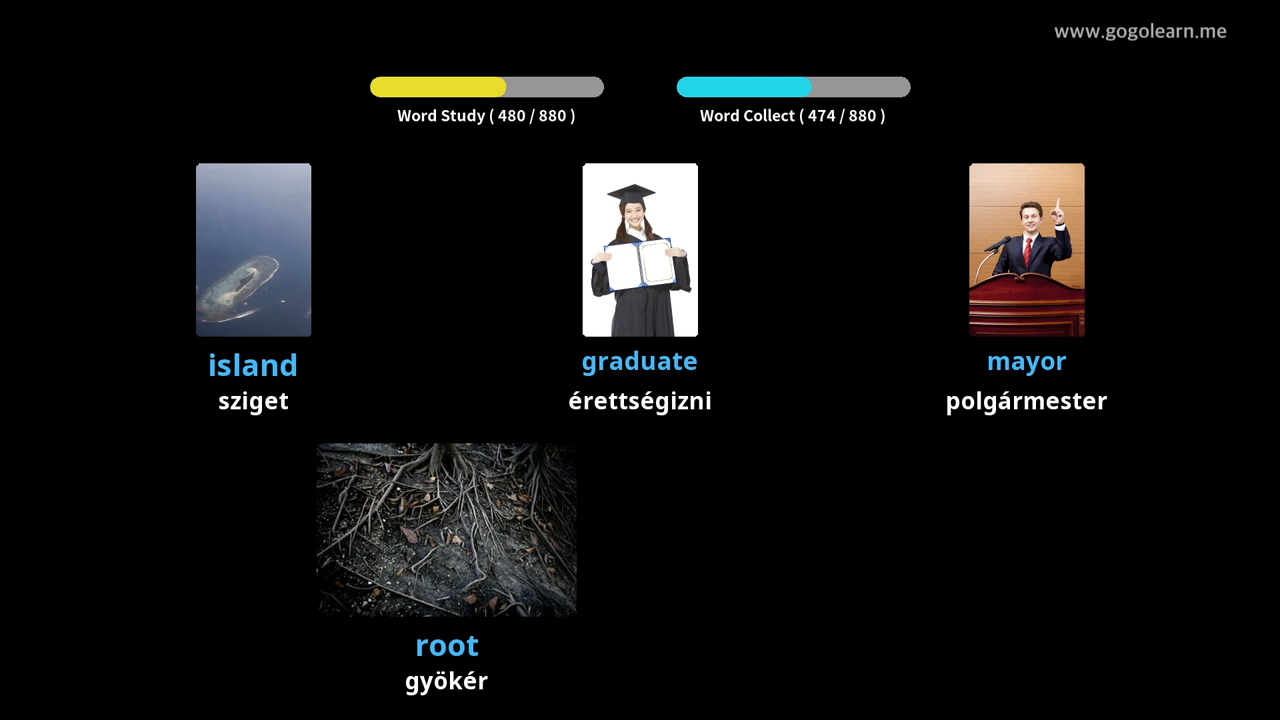 www.gogolearn.me
Word Study ( 480 / 880 )
Word Collect ( 474 / 880 )
island
sziget
graduate
érettségizni
mayor
polgármester
root
gyökér